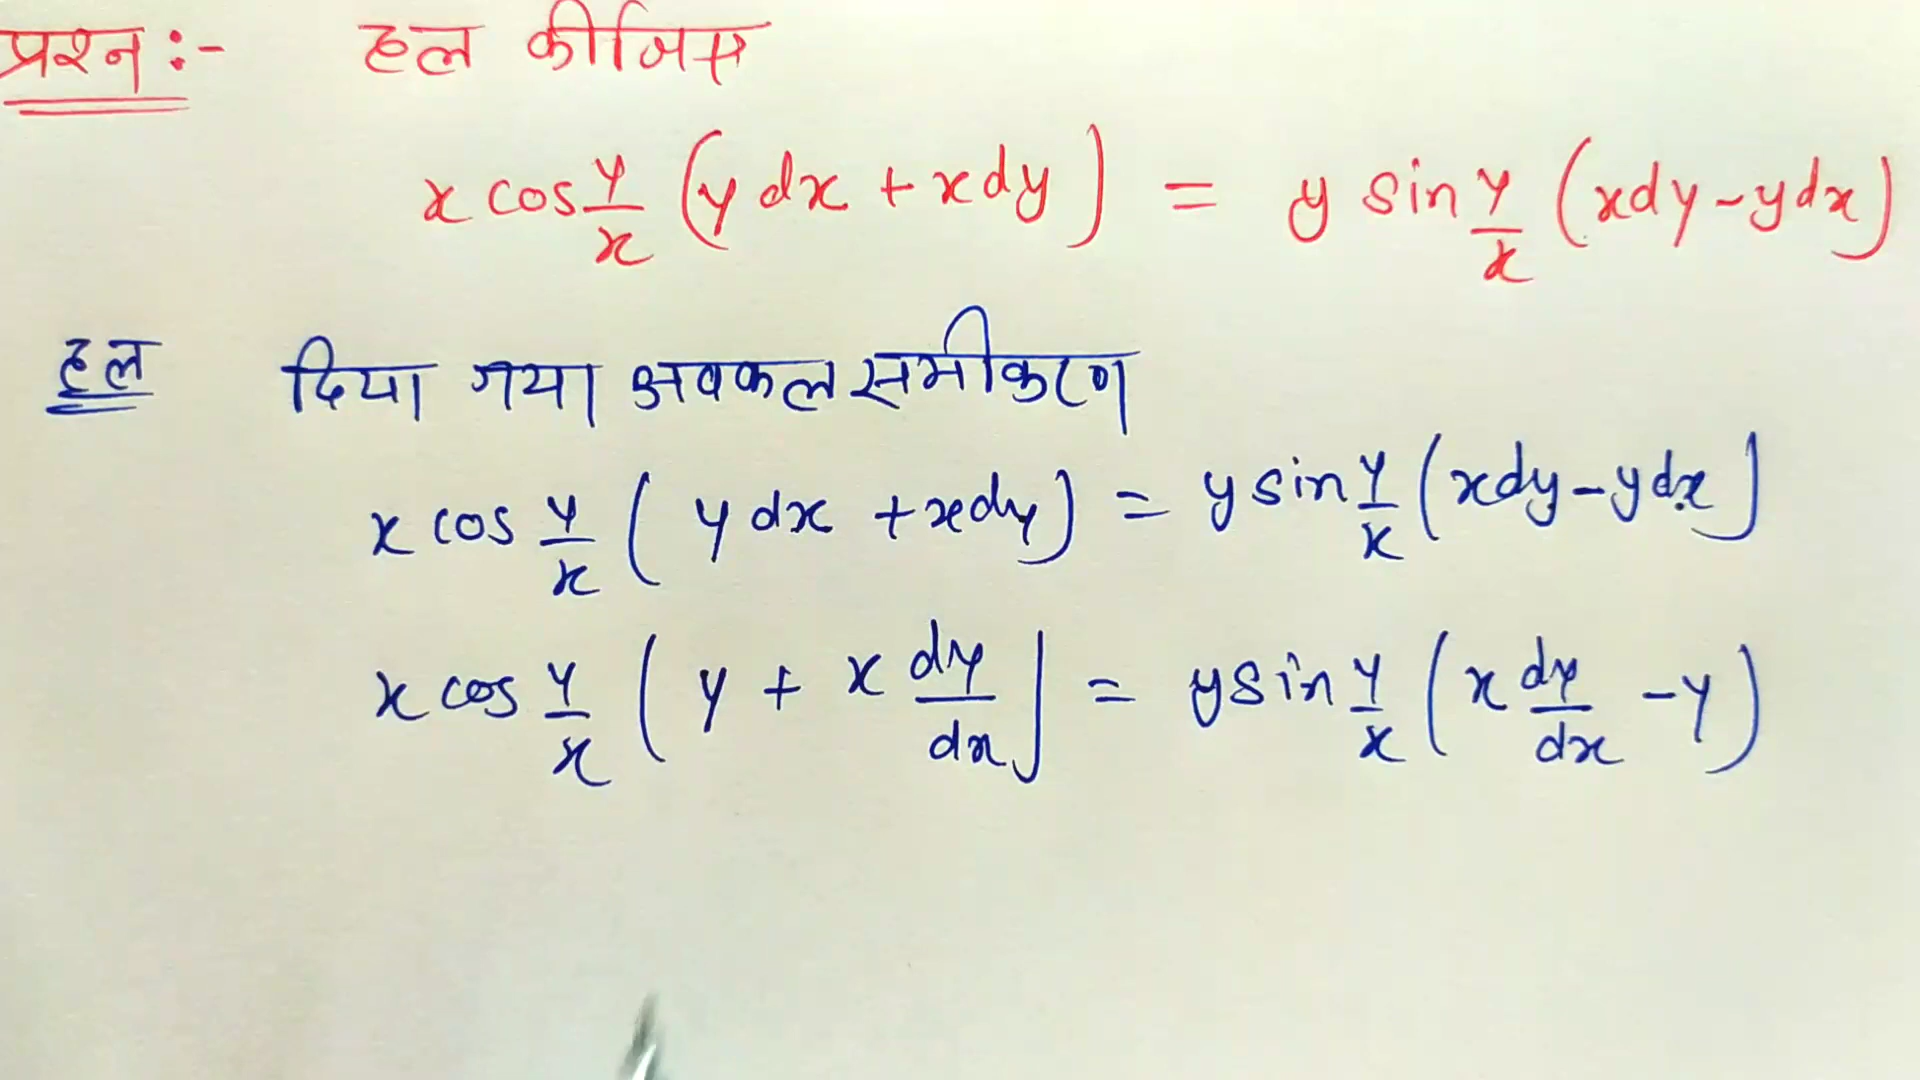 प्रश्न :- हल कीजिए
x cos y/x (y dx + x dy) = y sin y/x (x dy - y dx)
हल दिया गया अवकल समीकरण
x cos y/x (y dx + x dy) = y sin y/x (x dy - y dx)
x cos y/x (y + x dy/dx) = y sin y/x (x dy/dx - y)